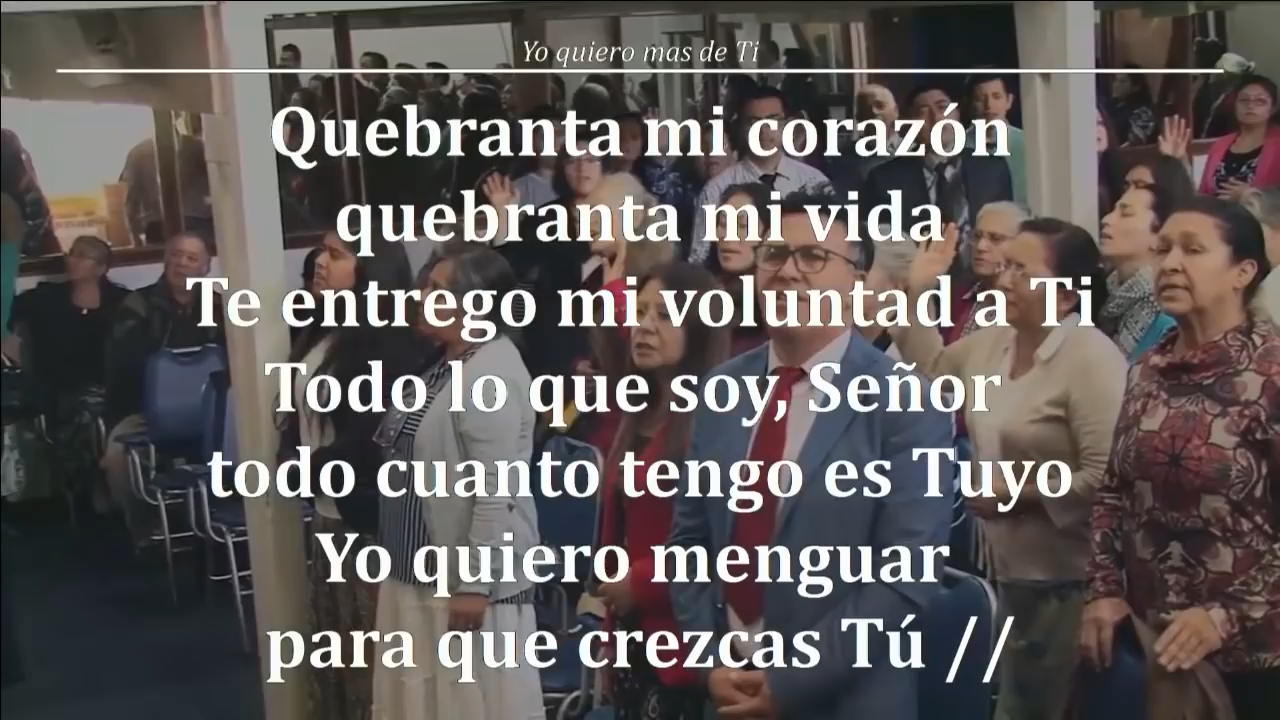 Yo quiero mas de Ti
Quebranta mi corazón
quebranta mi vida
Te entrego mi voluntad a Ti
Todo lo que soy, Señor
todo cuanto tengo es Tuyo
Yo quiero menguar
para que crezcas Tú //